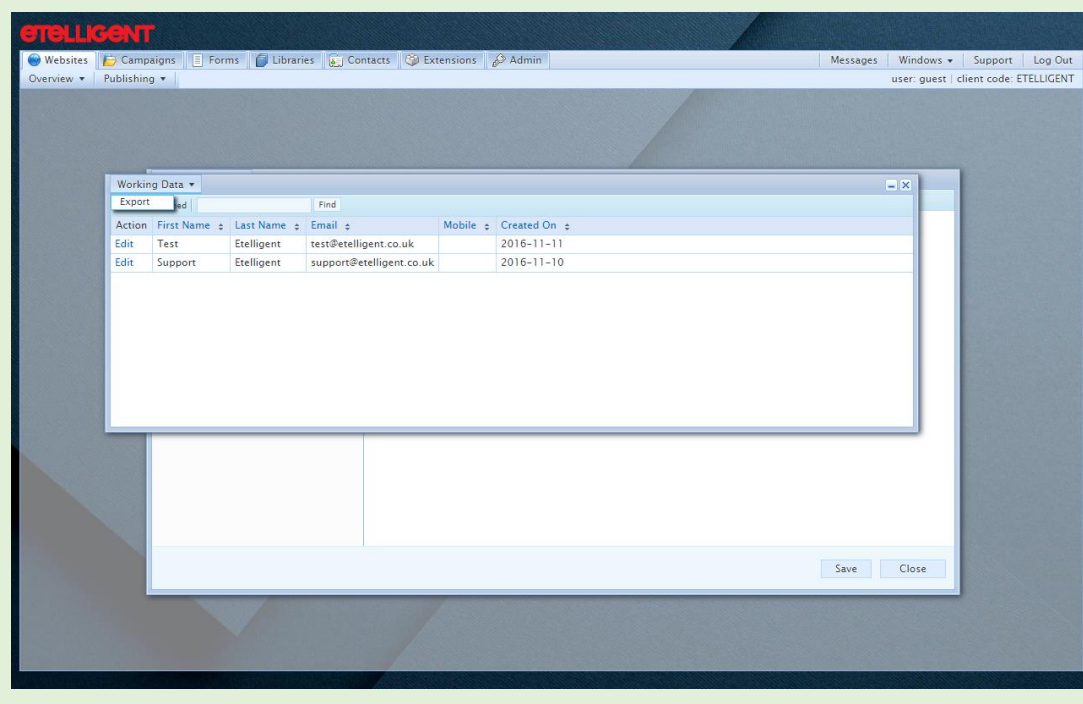 eTELLIGENT
Websites Campaigns Forms Libraries Contacts Extensions Admin Messages Windows Support Log Out
Overview Publishing user: guest | client code: ETELLIGENT
Working Data
Export Find
Action First Name Last Name Email Mobile Created On
Edit Test Etelligent test@etelligent.co.uk 2016-11-11
Edit Support Etelligent support@etelligent.co.uk 2016-11-10
Save Close